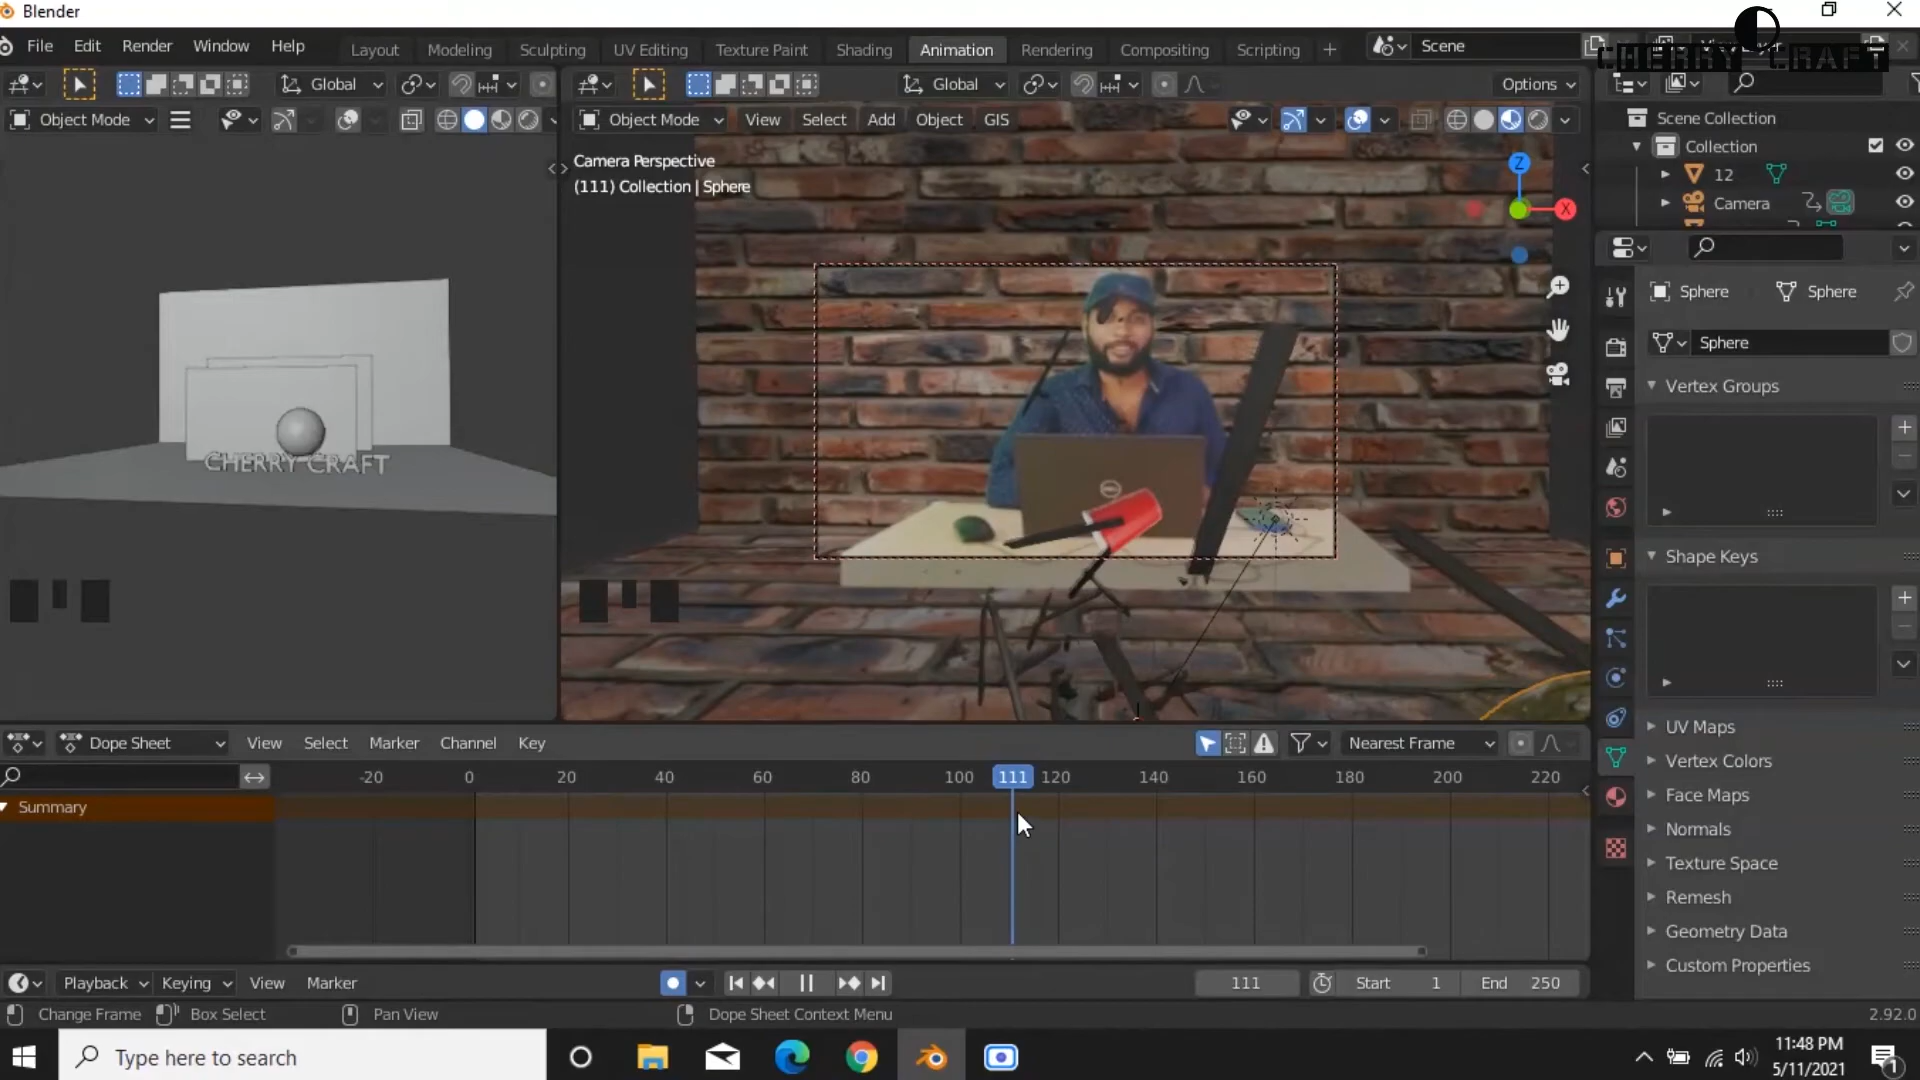 Blender
File Edit Render Window Help Layout Modeling Sculpting UV Editing Texture Paint Shading Animation Rendering Compositing Scripting + Scene
CHERRY CRAFT
Global Global Options
Object Mode Object Mode View Select Add Object GIS
Scene Collection
Collection
12
Camera
Camera Perspective
(111) Collection | Sphere
Z
X
Sphere Sphere
Sphere
Vertex Groups
Shape Keys
CHERRY CRAFT
DELL
UV Maps
Vertex Colors
Face Maps
Normals
Texture Space
Remesh
Geometry Data
Custom Properties
Dope Sheet View Select Marker Channel Key Nearest Frame
-20 0 20 40 60 80 100 111 120 140 160 180 200 220
Summary
Playback Keying View Marker 111 Start 1 End 250
Change Frame Box Select Pan View Dope Sheet Context Menu 2.92.0
Type here to search
11:48 PM
5/11/2021
1